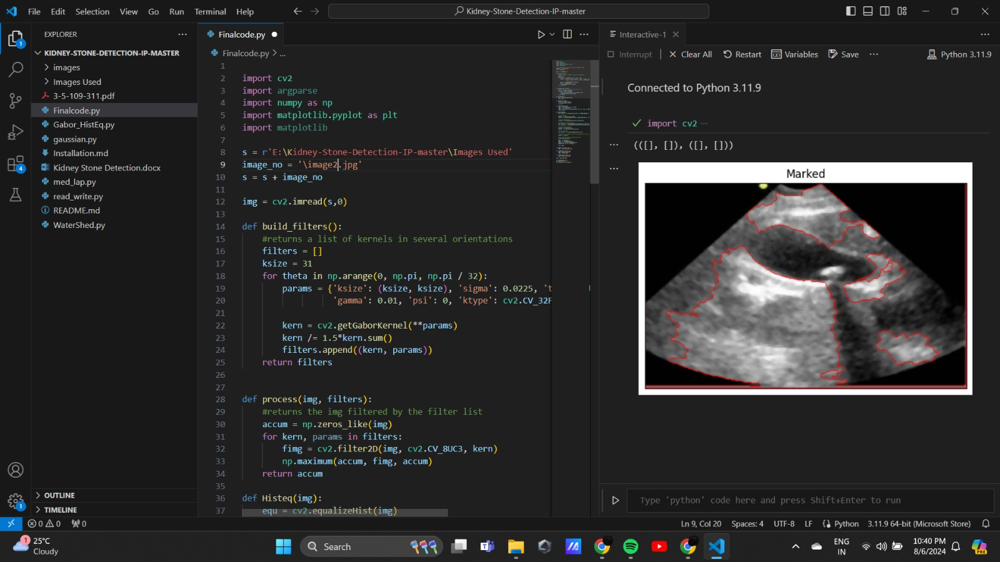 File Edit Selection View Go Run Terminal Help
Kidney-Stone-Detection-IP-master
EXPLORER
KIDNEY-STONE-DETECTION-IP-MASTER
images
Images Used
3-5-109-311.pdf
Finalcode.py
Gabor_HistEq.py
gaussian.py
Installation.md
Kidney Stone Detection.docx
med_lap.py
read_write.py
README.md
WaterShed.py
OUTLINE
TIMELINE
1
4
1
Finalcode.py
Finalcode.py > ...
1
2 import cv2
3 import argparse
4 import numpy as np
5 import matplotlib.pyplot as plt
6 import matplotlib
7
8 s = r'E:\Kidney-Stone-Detection-IP-master\Images Used'
9 image_no = '\image2.jpg'
10 s = s + image_no
11
12 img = cv2.imread(s,0)
13
14 def build_filters():
15 #returns a list of kernels in several orientations
16 filters = []
17 ksize = 31
18 for theta in np.arange(0, np.pi, np.pi / 32):
19 params = {'ksize': (ksize, ksize), 'sigma': 0.0225, 't
20 'gamma': 0.01, 'psi': 0, 'ktype': cv2.CV_32F
21
22 kern = cv2.getGaborKernel(**params)
23 kern /= 1.5*kern.sum()
24 filters.append((kern, params))
25 return filters
26
27
28 def process(img, filters):
29 #returns the img filtered by the filter list
30 accum = np.zeros_like(img)
31 for kern, params in filters:
32 fimg = cv2.filter2D(img, cv2.CV_8UC3, kern)
33 np.maximum(accum, fimg, accum)
34 return accum
35
36 def Histeq(img):
37 equ = cv2.equalizeHist(img)
Interactive-1
Interrupt Clear All Restart Variables Save Python 3.11.9
Connected to Python 3.11.9
import cv2 ...
(([], []), ([], []))
Marked
Type 'python' code here and press Shift+Enter to run
0 0 0 Ln 9, Col 20 Spaces: 4 UTF-8 LF Python 3.11.9 64-bit (Microsoft Store)
1
25°C
Cloudy
Search
PRE
ENG
IN
10:40 PM
8/6/2024